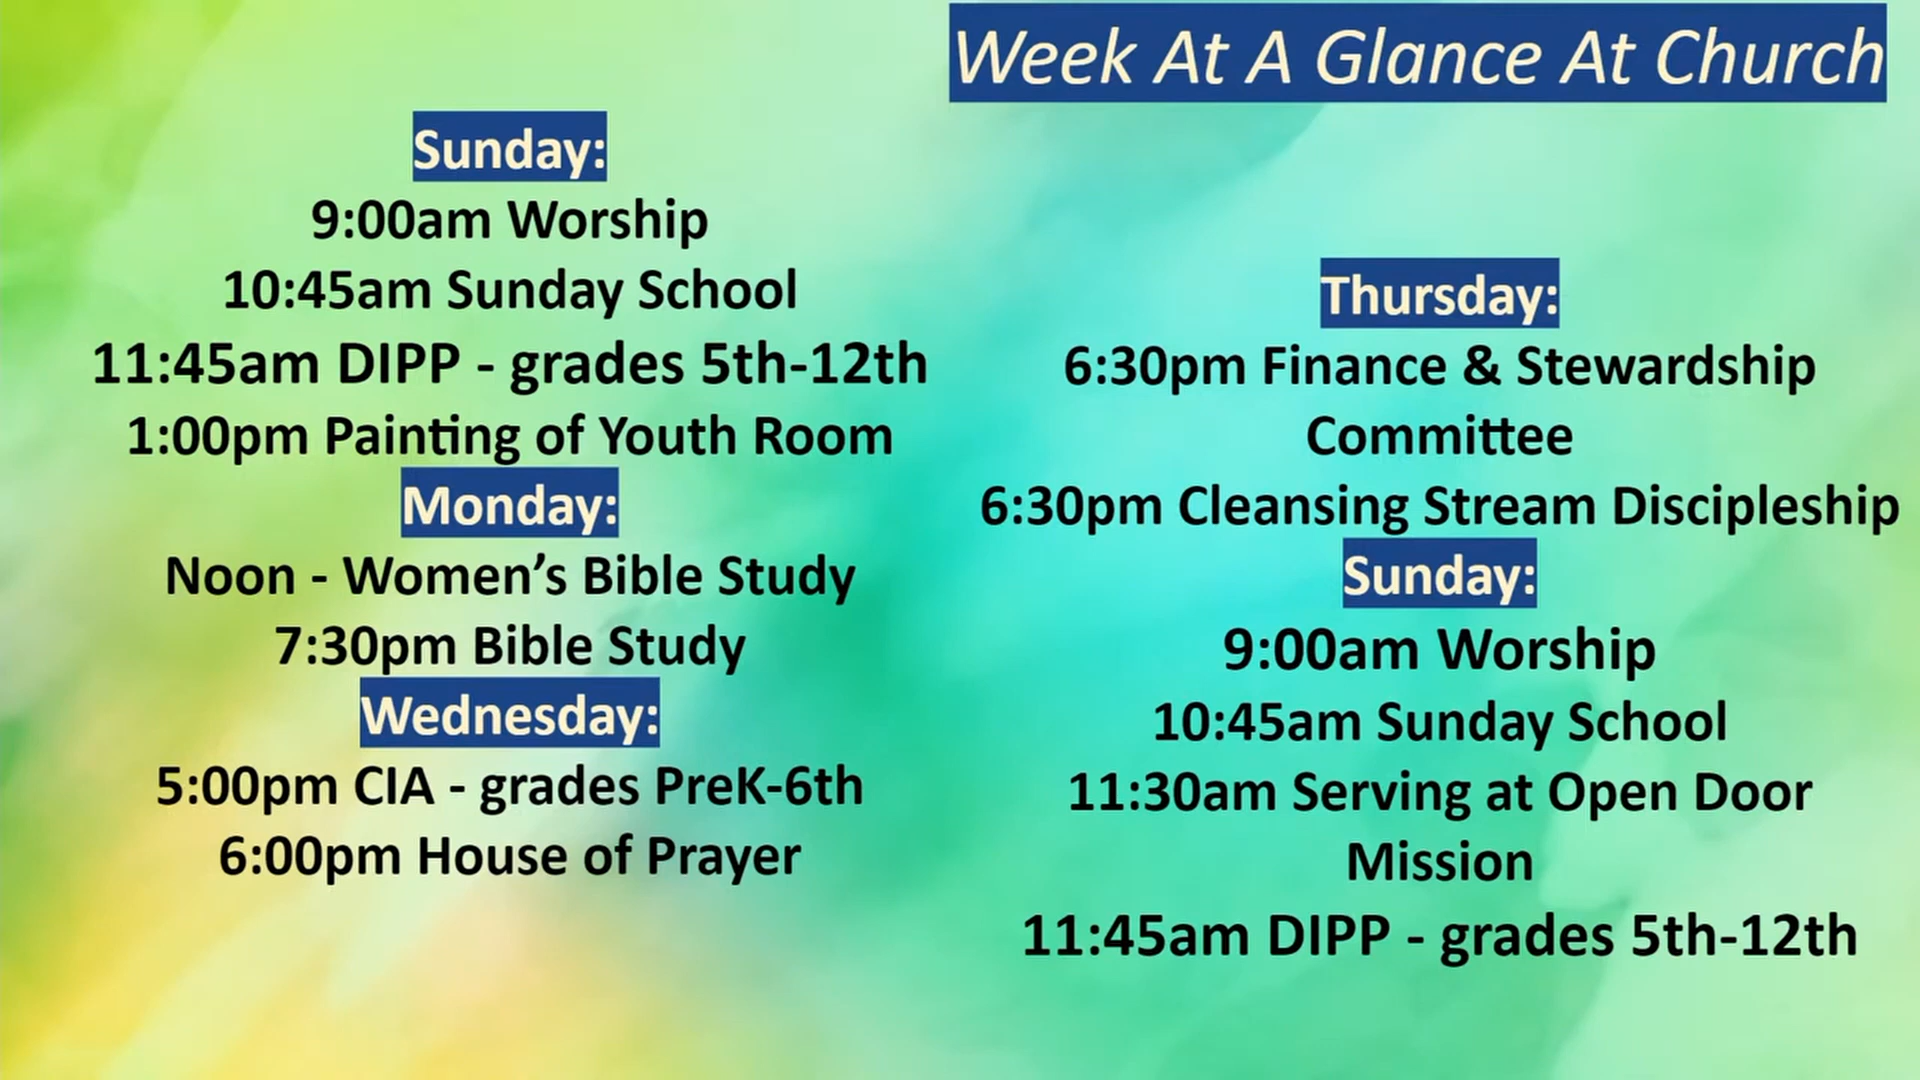 Week At A Glance At Church
Sunday:
9:00am Worship
10:45am Sunday School
11:45am DIPP - grades 5th-12th
1:00pm Painting of Youth Room
Monday:
Noon - Women’s Bible Study
7:30pm Bible Study
Wednesday:
5:00pm CIA - grades PreK-6th
6:00pm House of Prayer
Thursday:
6:30pm Finance & Stewardship
Committee
6:30pm Cleansing Stream Discipleship
Sunday:
9:00am Worship
10:45am Sunday School
11:30am Serving at Open Door
Mission
11:45am DIPP - grades 5th-12th